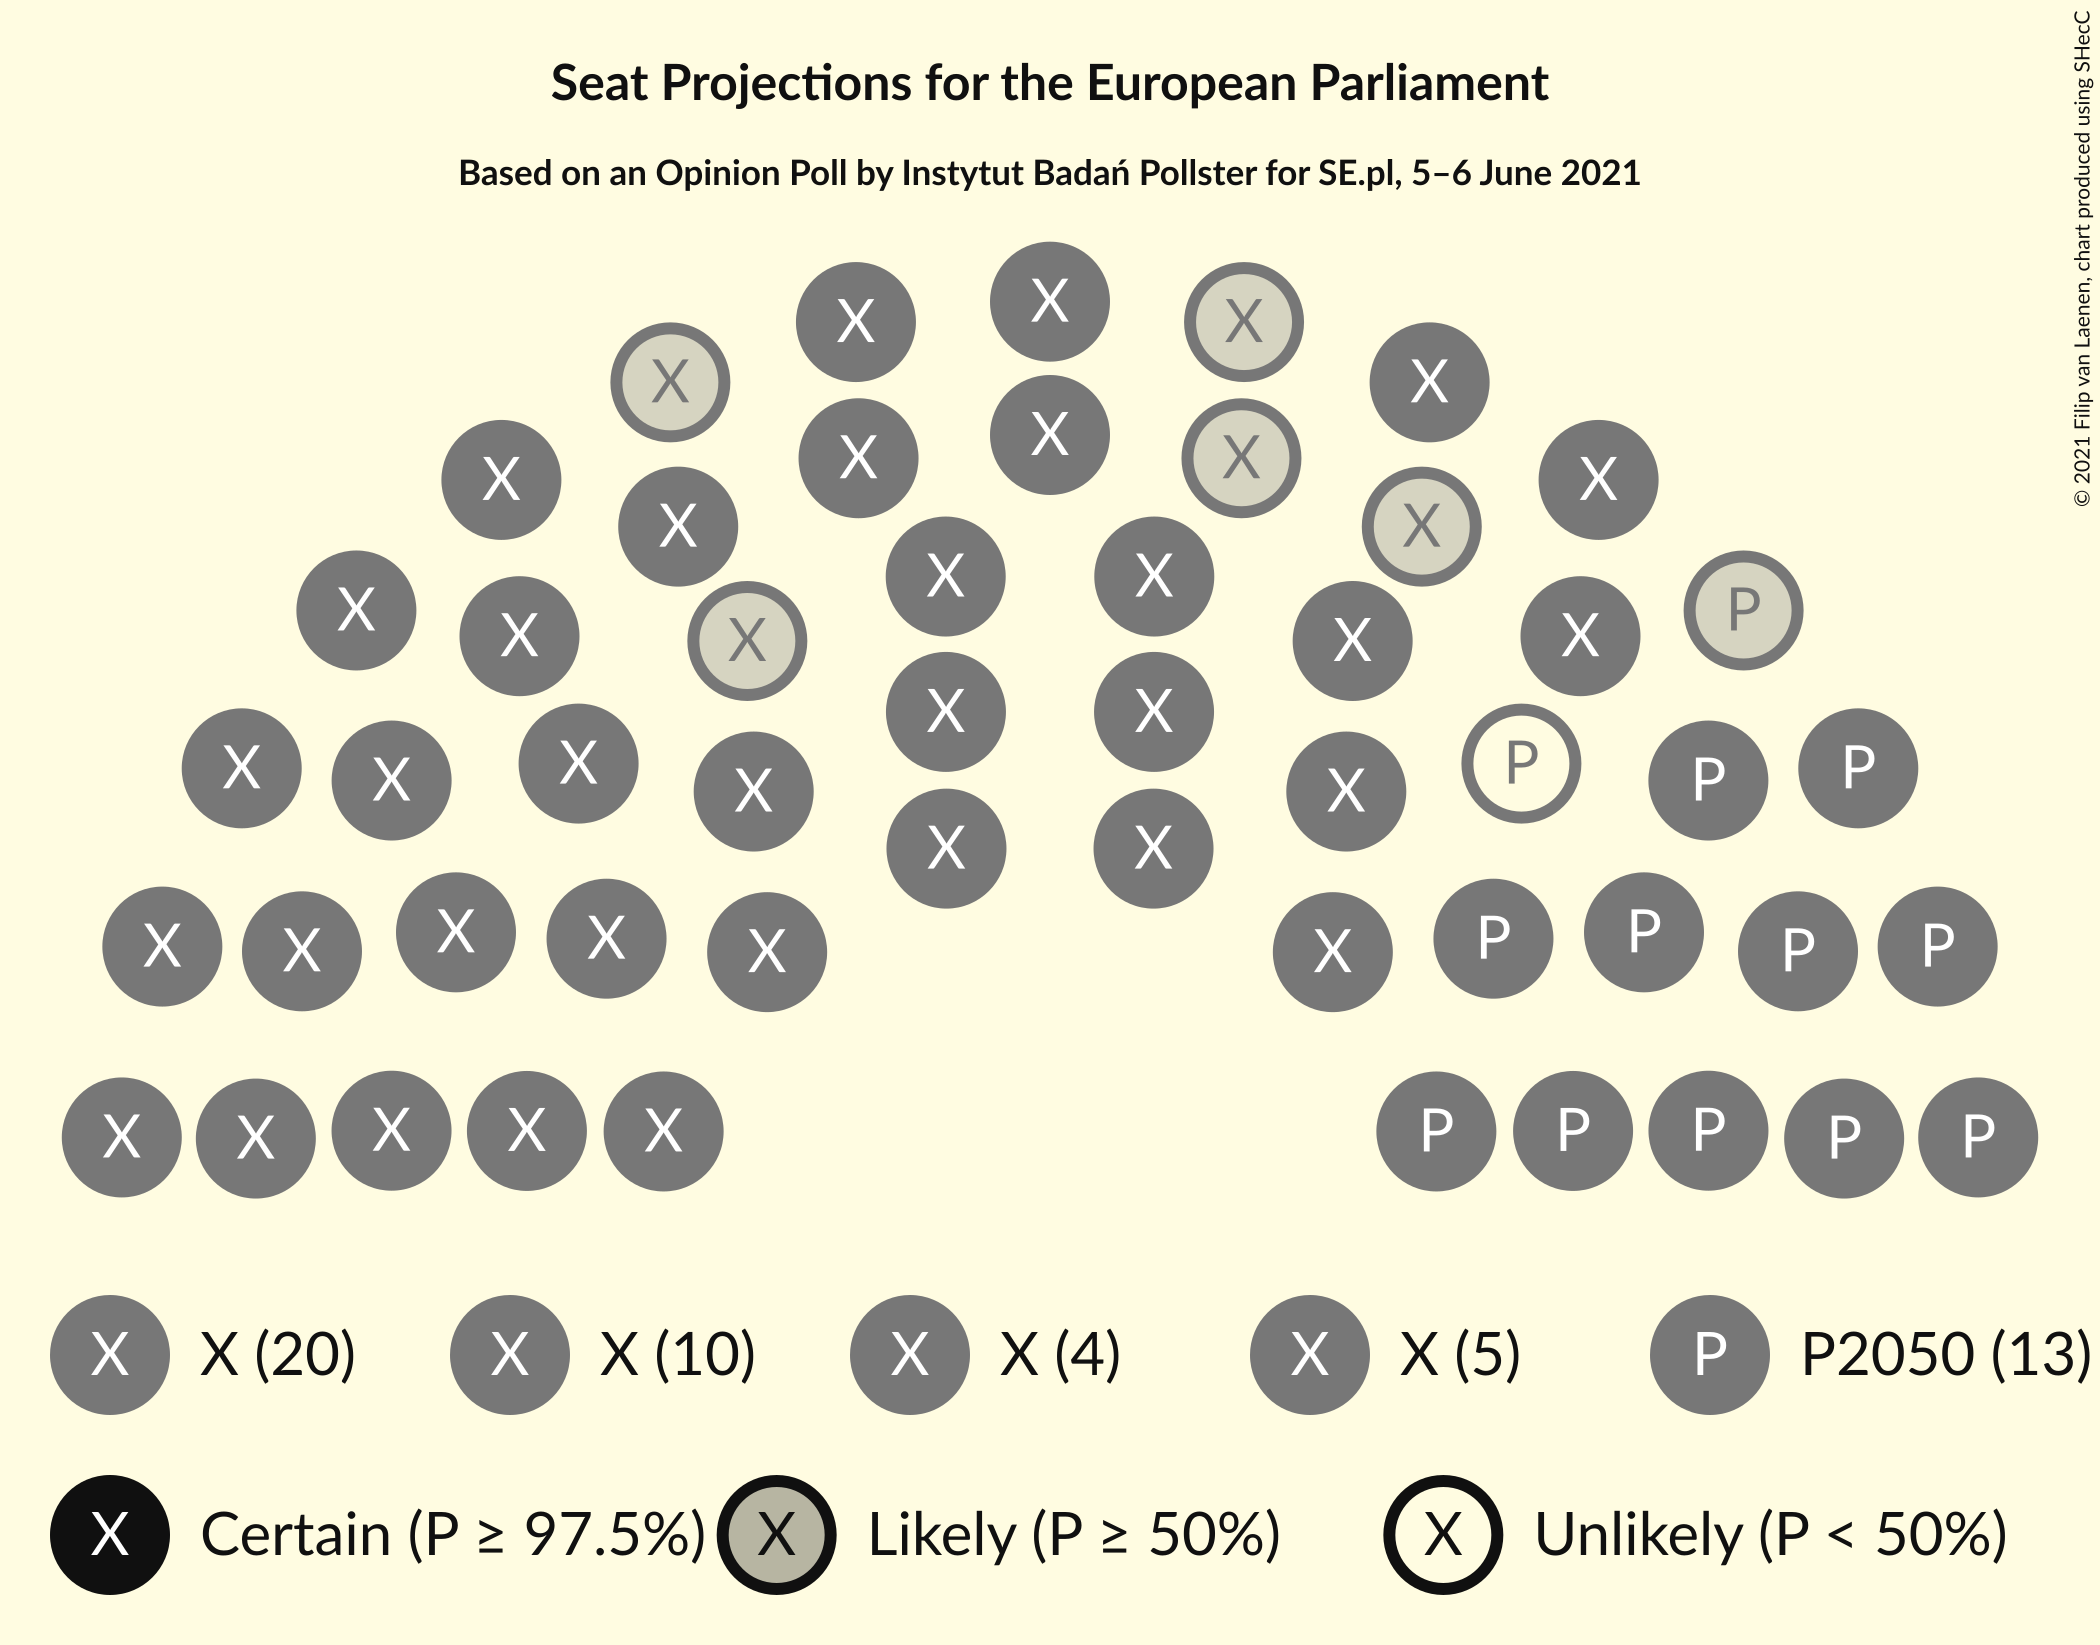 Seat Projections for the European Parliament
Based on an Opinion Poll by Instytut Badań Pollster for SE.pl, 5–6 June 2021
© 2021 Filip van Laenen, chart produced using SHecC
X
X X
X X
X
X X
X X
X X
X X
X X
X X
X P
X X
X X
X P
X X
X P P
X X X X
X X
X X P
X X P P
X X X P P
X X P P
X X X X X P P P P P
X X (20) X X (10) X X (4) X X (5) P P2050 (13)
X Certain (P ≥ 97.5%) X Likely (P ≥ 50%) X Unlikely (P < 50%)